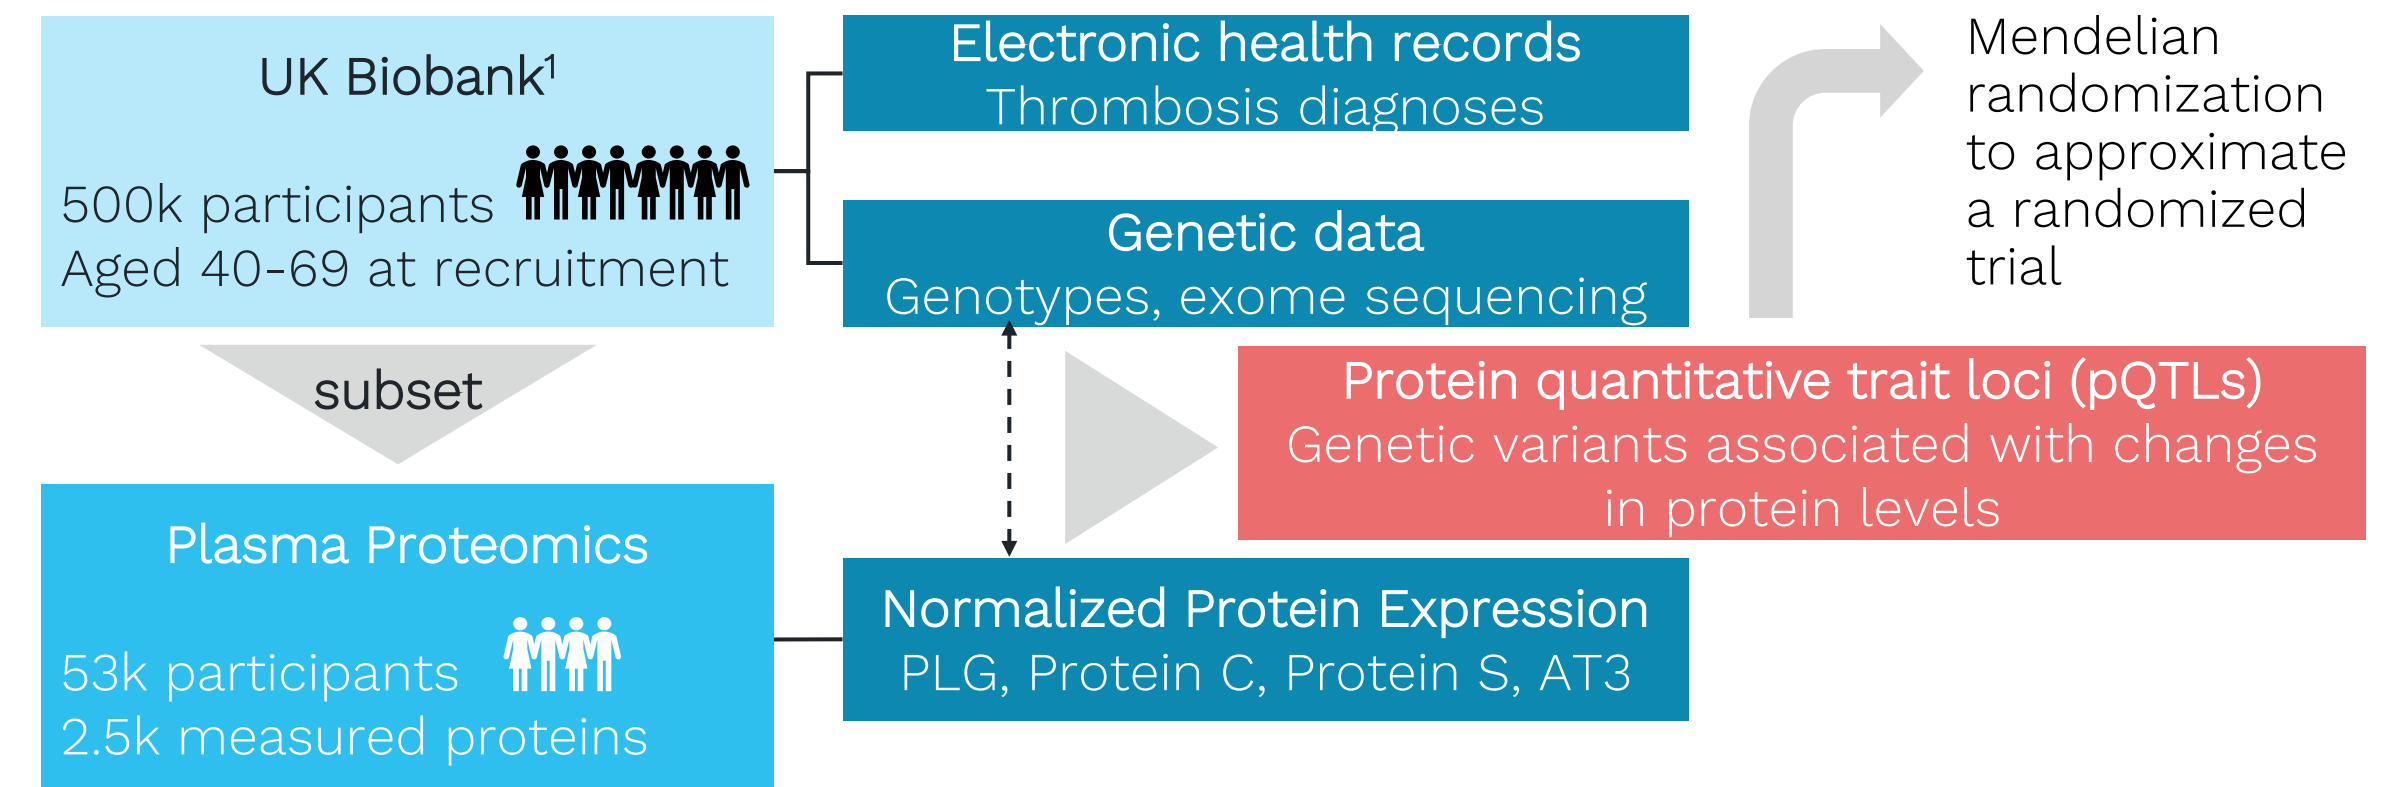 UK Biobank¹
500k participants
Aged 40-69 at recruitment
subset
Plasma Proteomics
53k participants
2.5k measured proteins
Electronic health records
Thrombosis diagnoses
Genetic data
Genotypes, exome sequencing
Normalized Protein Expression
PLG, Protein C, Protein S, AT3
Protein quantitative trait loci (pQTLs)
Genetic variants associated with changes
in protein levels
Mendelian
randomization
to approximate
a randomized
trial